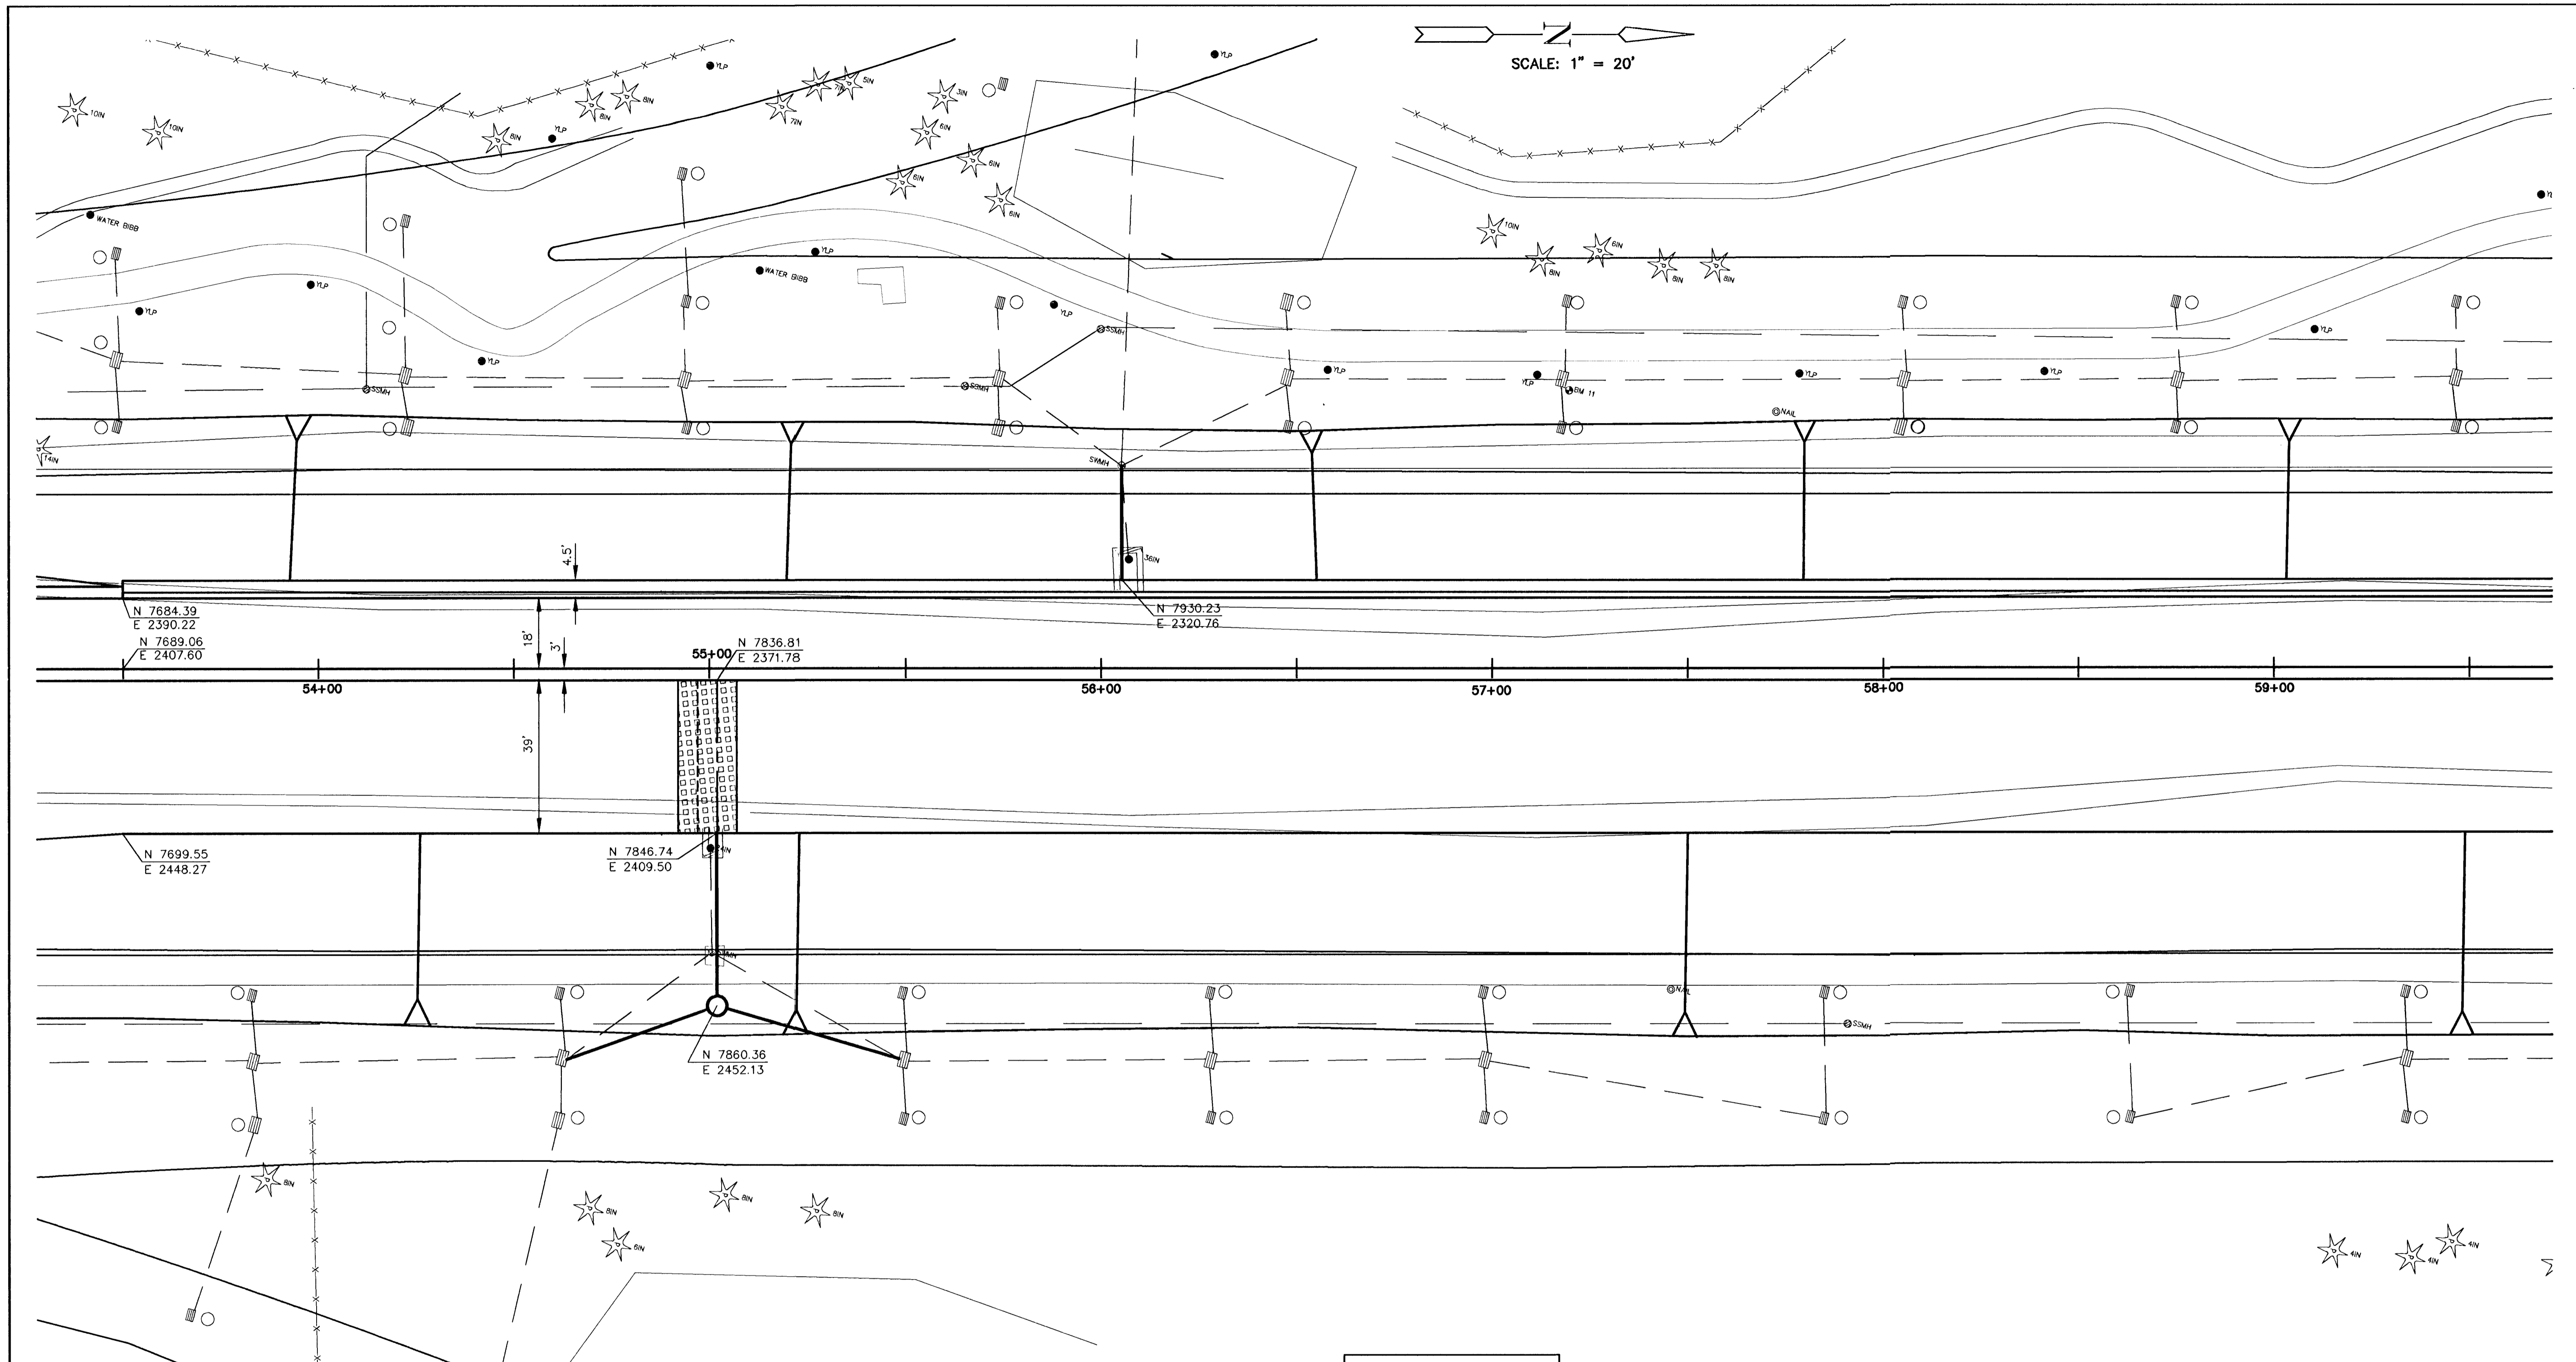 SCALE: 1" = 20'
YLP
YLP
10IN
10IN
8IN
8IN
8IN
YLP
7IN
7IN
5IN
3IN
6IN
6IN
6IN
6IN
WATER BIBB
YLP
YLP
YLP
YLP
WATER BIBB
YLP
10IN
8IN
6IN
8IN
8IN
SSMH
YLP
SSMH
SSMH
YLP
YLP
BM 11
YLP
YLP
YLP
NAIL
14IN
SWMH
36IN
4.5'
N 7684.39
E 2390.22
N 7689.06
E 2407.60
18'
3'
N 7930.23
E 2320.76
N 7836.81
E 2371.78
55+00
54+00
56+00
57+00
58+00
59+00
39'
N 7699.55
E 2448.27
N 7846.74
E 2409.50
24IN
NAIL
SSMH
N 7860.36
E 2452.13
8IN
8IN
6IN
8IN
8IN
4IN
4IN
4IN